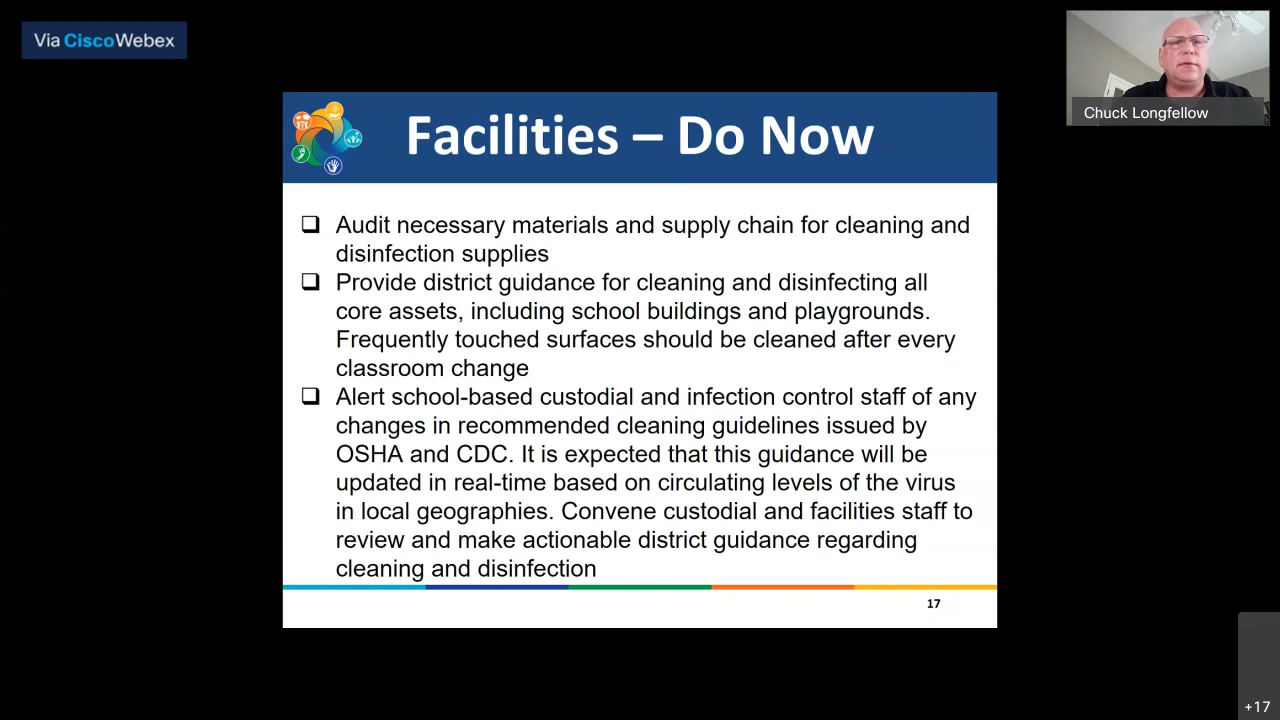 Via Cisco Webex
Chuck Longfellow
Facilities – Do Now
❑ Audit necessary materials and supply chain for cleaning and
disinfection supplies
❑ Provide district guidance for cleaning and disinfecting all
core assets, including school buildings and playgrounds.
Frequently touched surfaces should be cleaned after every
classroom change
❑ Alert school-based custodial and infection control staff of any
changes in recommended cleaning guidelines issued by
OSHA and CDC. It is expected that this guidance will be
updated in real-time based on circulating levels of the virus
in local geographies. Convene custodial and facilities staff to
review and make actionable district guidance regarding
cleaning and disinfection
17
+17